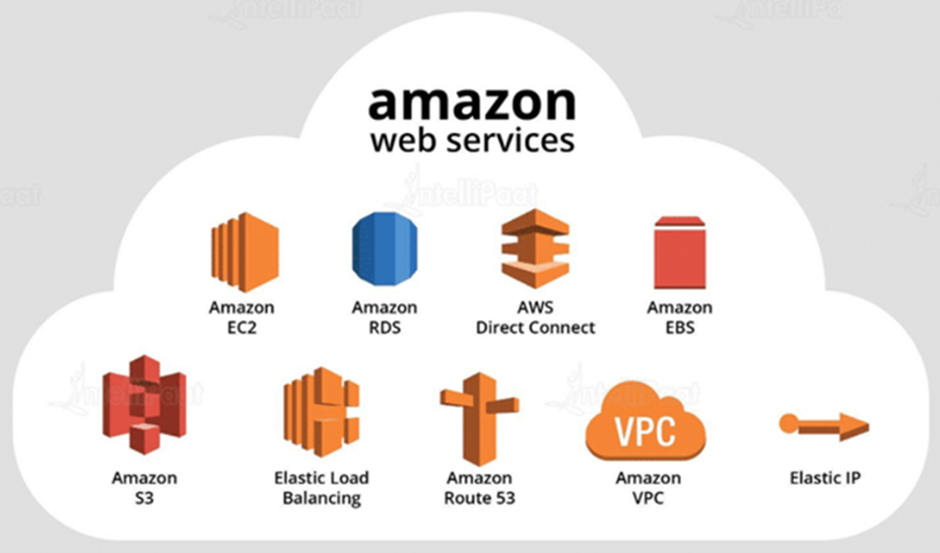 amazon
web services
IntelliPaat
Amazon
EC2
Amazon
RDS
AWS
Direct Connect
Amazon
EBS
VPC
Amazon
S3
Elastic Load
Balancing
Amazon
Route 53
Amazon
VPC
Elastic IP